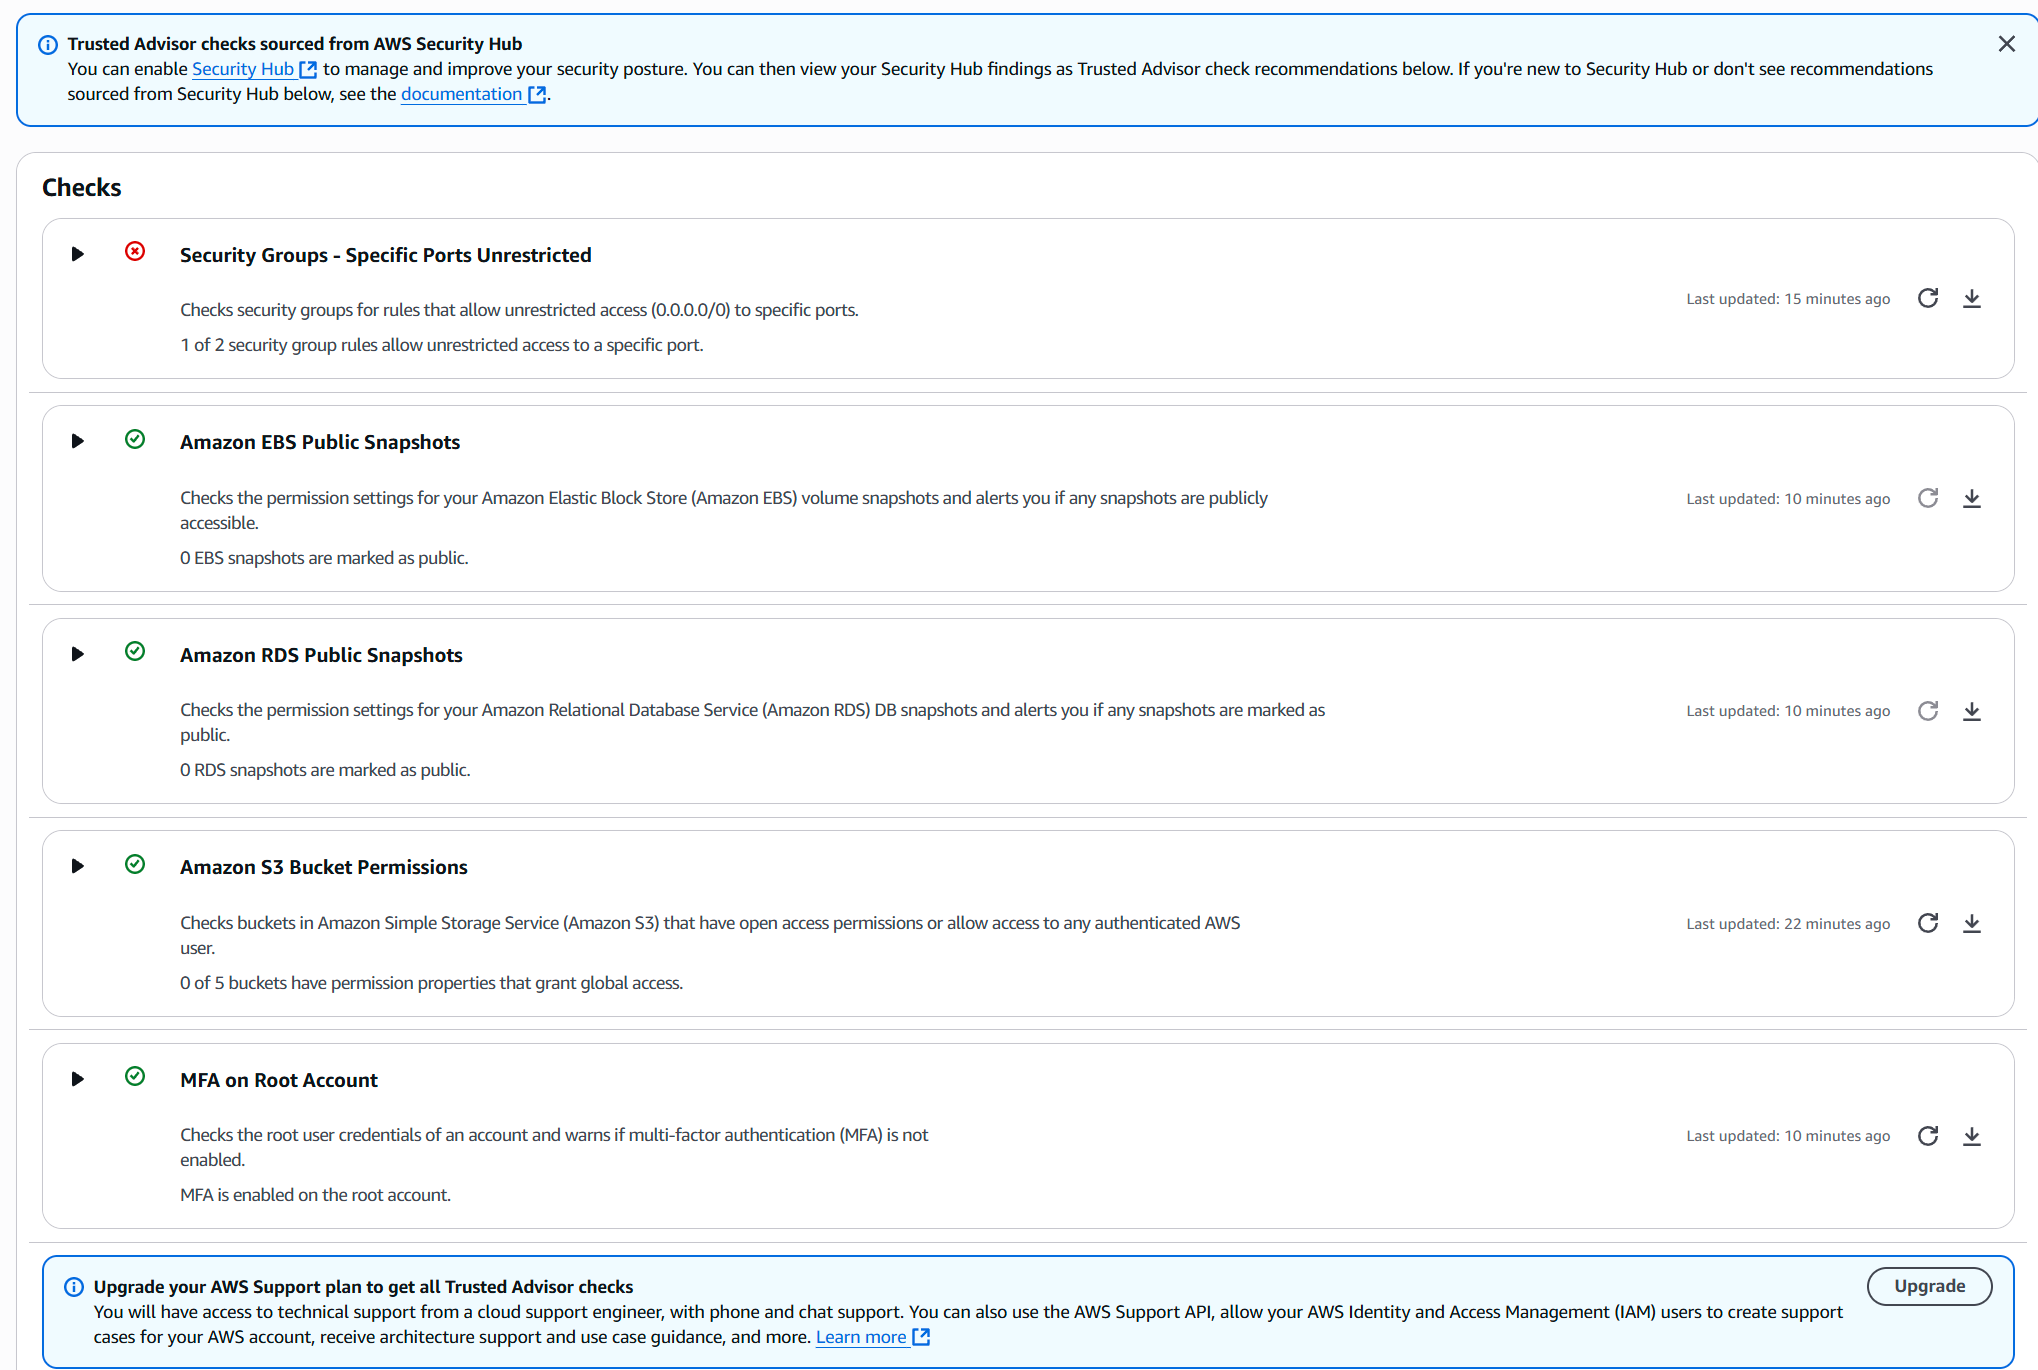 Trusted Advisor checks sourced from AWS Security Hub
You can enable Security Hub to manage and improve your security posture. You can then view your Security Hub findings as Trusted Advisor check recommendations below. If you're new to Security Hub or don't see recommendations
sourced from Security Hub below, see the documentation.
Checks
Security Groups - Specific Ports Unrestricted
Checks security groups for rules that allow unrestricted access (0.0.0.0/0) to specific ports.
1 of 2 security group rules allow unrestricted access to a specific port.
Last updated: 15 minutes ago
Amazon EBS Public Snapshots
Checks the permission settings for your Amazon Elastic Block Store (Amazon EBS) volume snapshots and alerts you if any snapshots are publicly
accessible.
0 EBS snapshots are marked as public.
Last updated: 10 minutes ago
Amazon RDS Public Snapshots
Checks the permission settings for your Amazon Relational Database Service (Amazon RDS) DB snapshots and alerts you if any snapshots are marked as
public.
0 RDS snapshots are marked as public.
Last updated: 10 minutes ago
Amazon S3 Bucket Permissions
Checks buckets in Amazon Simple Storage Service (Amazon S3) that have open access permissions or allow access to any authenticated AWS
user.
0 of 5 buckets have permission properties that grant global access.
Last updated: 22 minutes ago
MFA on Root Account
Checks the root user credentials of an account and warns if multi-factor authentication (MFA) is not
enabled.
MFA is enabled on the root account.
Last updated: 10 minutes ago
Upgrade your AWS Support plan to get all Trusted Advisor checks
You will have access to technical support from a cloud support engineer, with phone and chat support. You can also use the AWS Support API, allow your AWS Identity and Access Management (IAM) users to create support
cases for your AWS account, receive architecture support and use case guidance, and more. Learn more
Upgrade